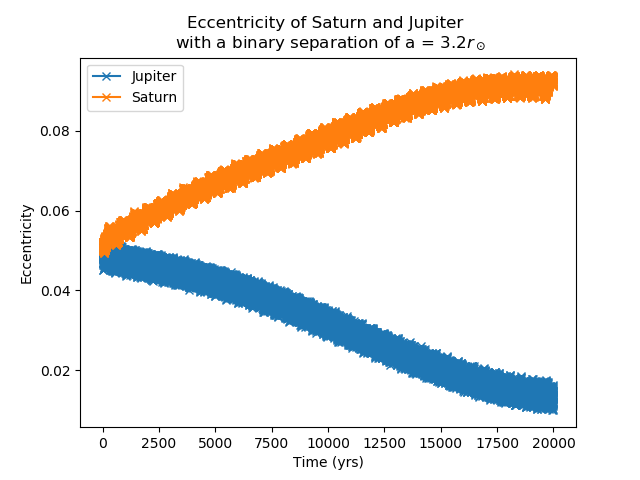 Eccentricity of Saturn and Jupiter
with a binary separation of a = 3.2r⊙
Jupiter
Saturn
0.08
0.06
0.04
0.02
Eccentricity
0 2500 5000 7500 10000 12500 15000 17500 20000
Time (yrs)